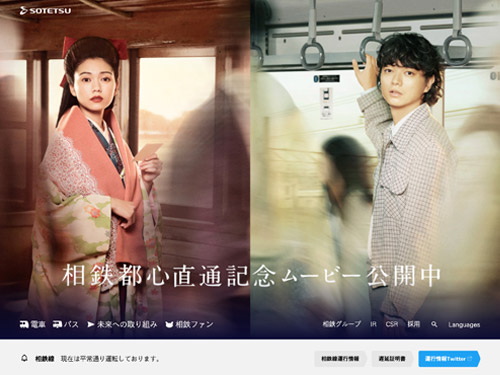 SOTETSU
相鉄都心直通記念ムービー公開中
電車 バス 未来への取り組み 相鉄ファン 相鉄グループ IR CSR 採用 Languages
相鉄線 現在は平常通り運転しております。 相鉄線運行情報 遅延証明書 運行情報Twitter